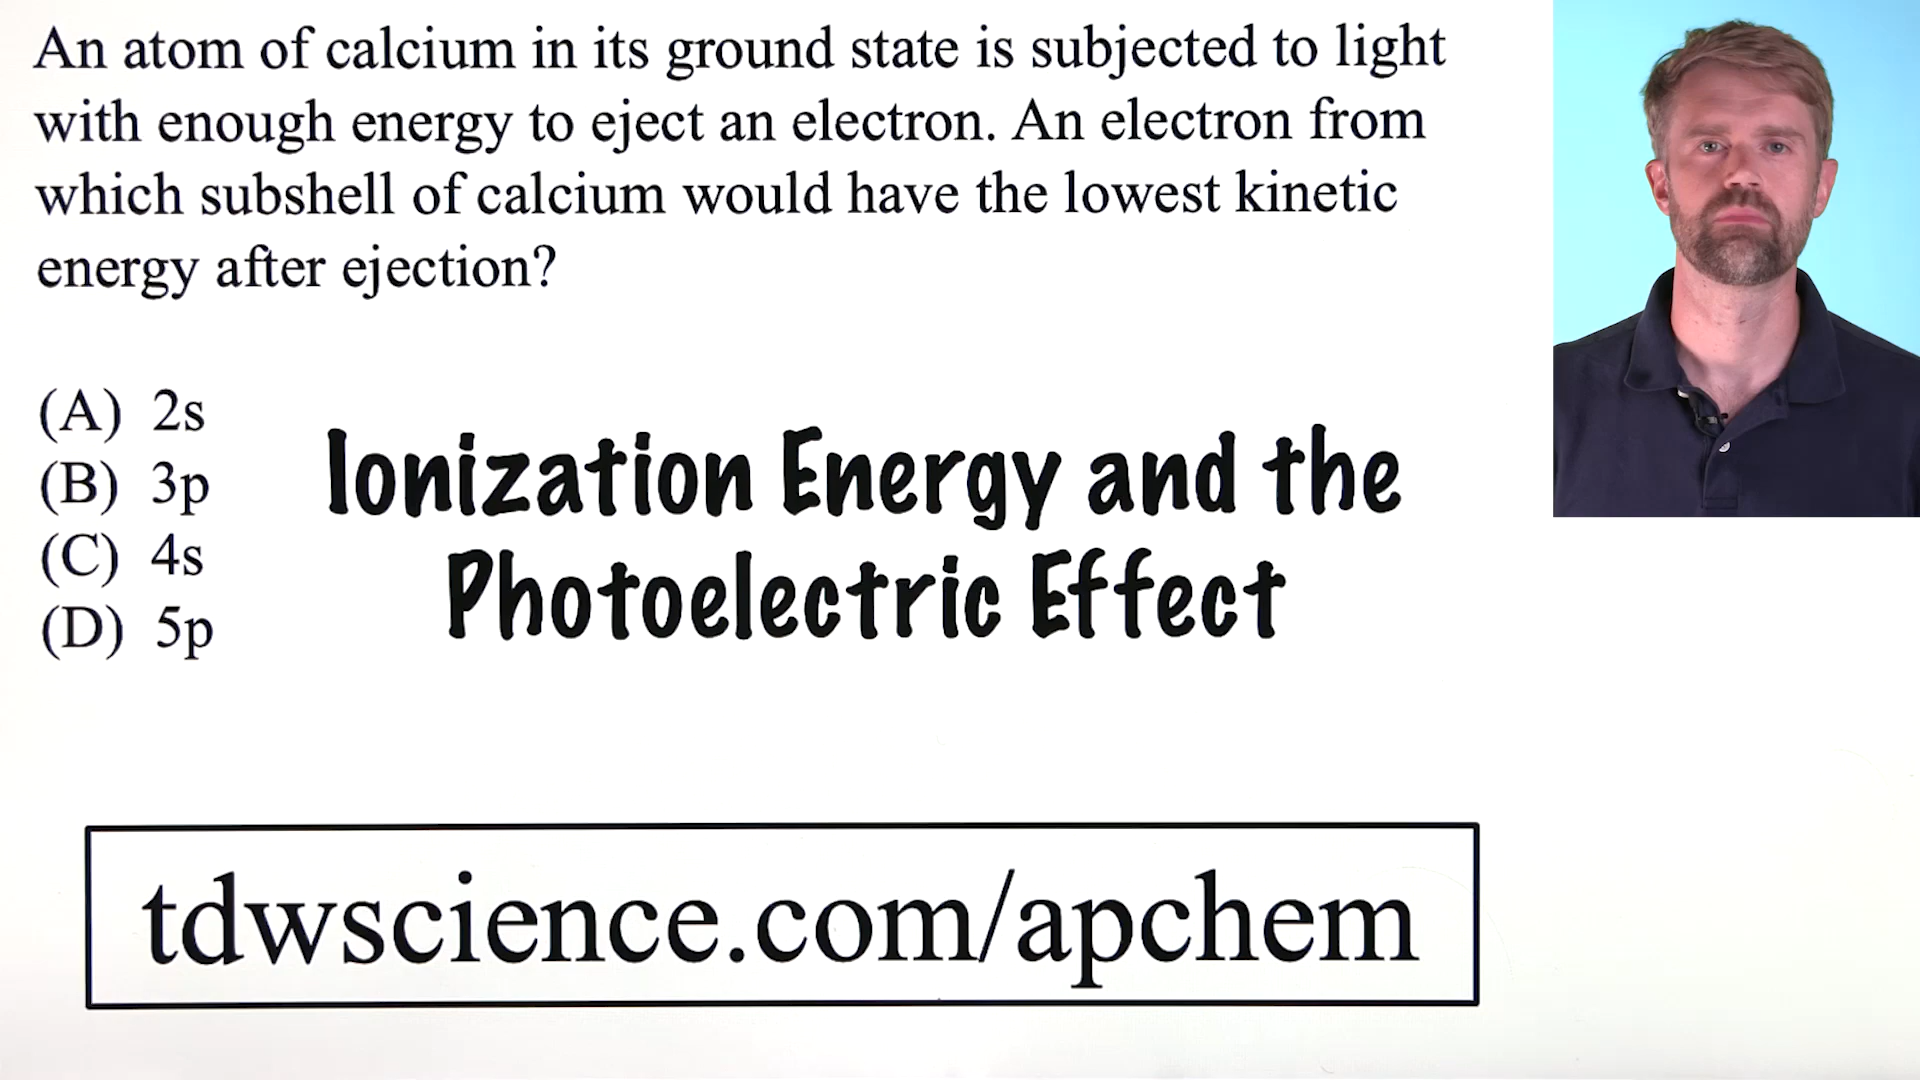 An atom of calcium in its ground state is subjected to light
with enough energy to eject an electron. An electron from
which subshell of calcium would have the lowest kinetic
energy after ejection?
(A) 2s
(B) 3p
(C) 4s
(D) 5p
Ionization Energy and the
Photoelectric Effect
tdwscience.com/apchem